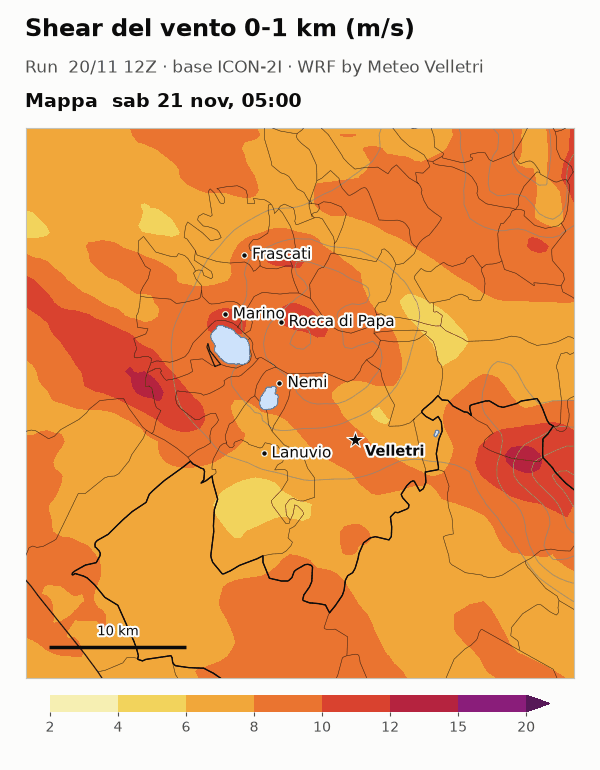 Shear del vento 0-1 km (m/s)
Run  20/11 12Z · base ICON-2I · WRF by Meteo Velletri
Mappa  sab 21 nov, 05:00
Frascati
Marino
Rocca di Papa
Nemi
Velletri
Lanuvio
10 km
2 4 6 8 10 12 15 20